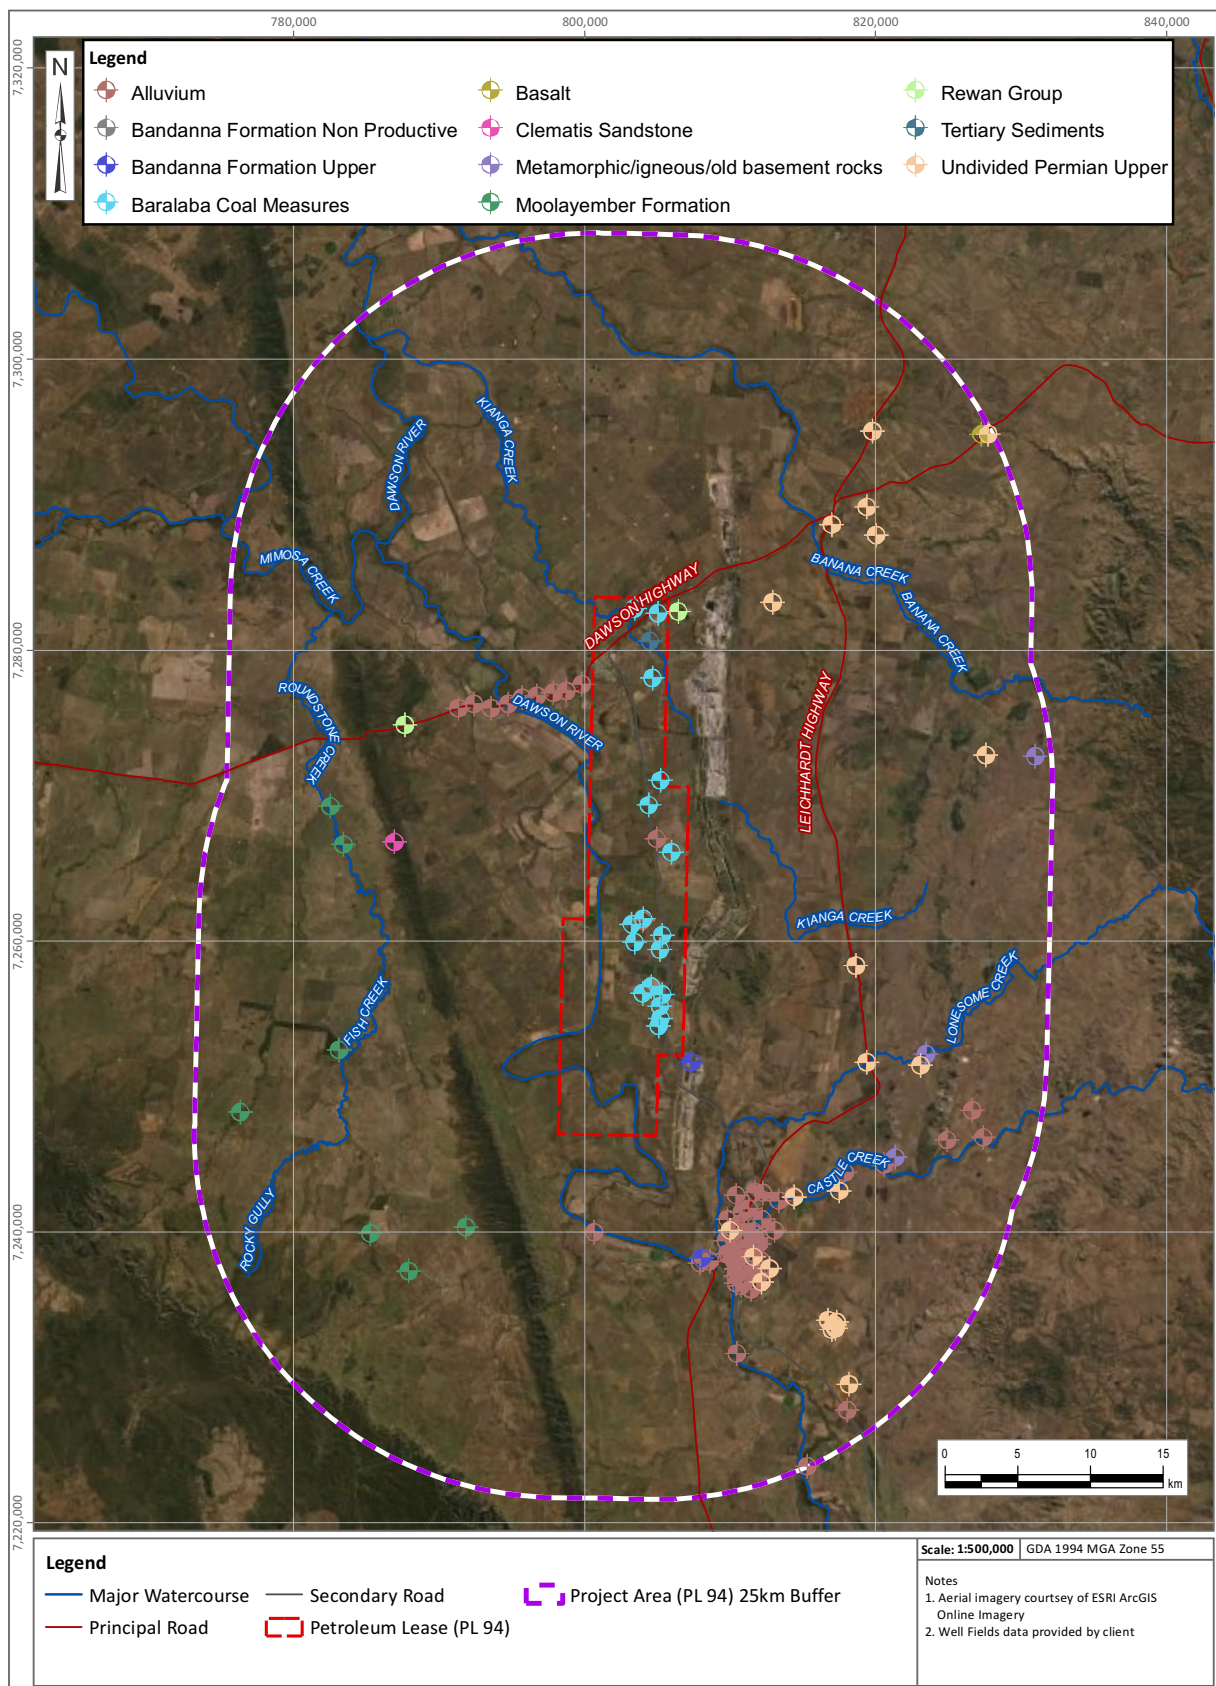 780,000 800,000 820,000 840,000
7,320,000
N
Legend
Alluvium
Bandanna Formation Non Productive
Bandanna Formation Upper
Baralaba Coal Measures
Basalt
Clematis Sandstone
Metamorphic/igneous/old basement rocks
Moolayember Formation
Rewan Group
Tertiary Sediments
Undivided Permian Upper
7,300,000
KIANGA CREEK
DAWSON RIVER
MIMOSA CREEK
BANANA CREEK
BANANA CREEK
DAWSON HIGHWAY
7,280,000
ROUNDSTONE CREEK
DAWSON RIVER
LEICHHARDT HIGHWAY
KIANGA CREEK
7,260,000
LONESOME CREEK
FISH CREEK
CASTLE CREEK
ROCKY GULLY
7,240,000
0 5 10 15
km
7,220,000
Legend
Major Watercourse
Principal Road
Secondary Road
Petroleum Lease (PL 94)
Project Area (PL 94) 25km Buffer
Scale: 1:500,000 GDA 1994 MGA Zone 55
Notes
1. Aerial imagery courtsey of ESRI ArcGIS
Online Imagery
2. Well Fields data provided by client